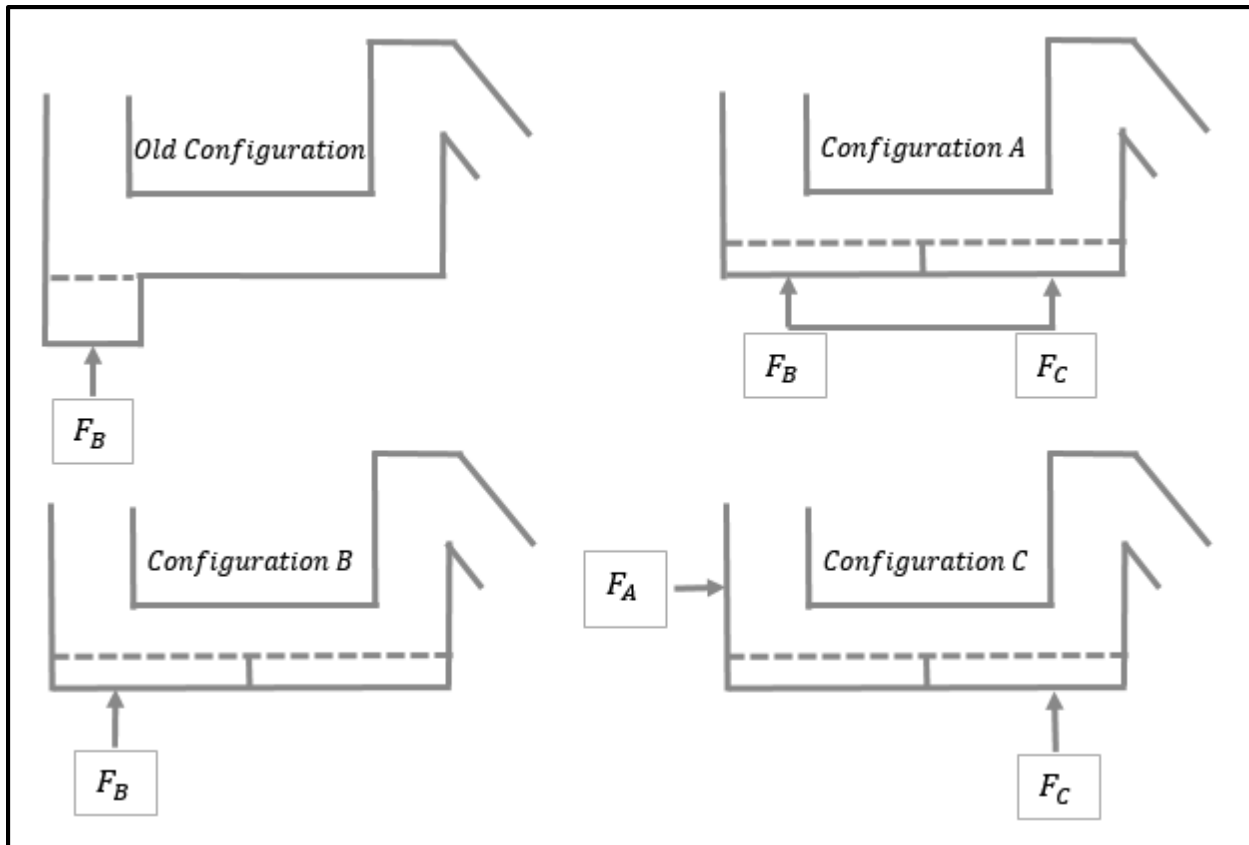 Old Configuration
F_B
Configuration A
F_B
F_C
Configuration B
F_B
Configuration C
F_A
F_C